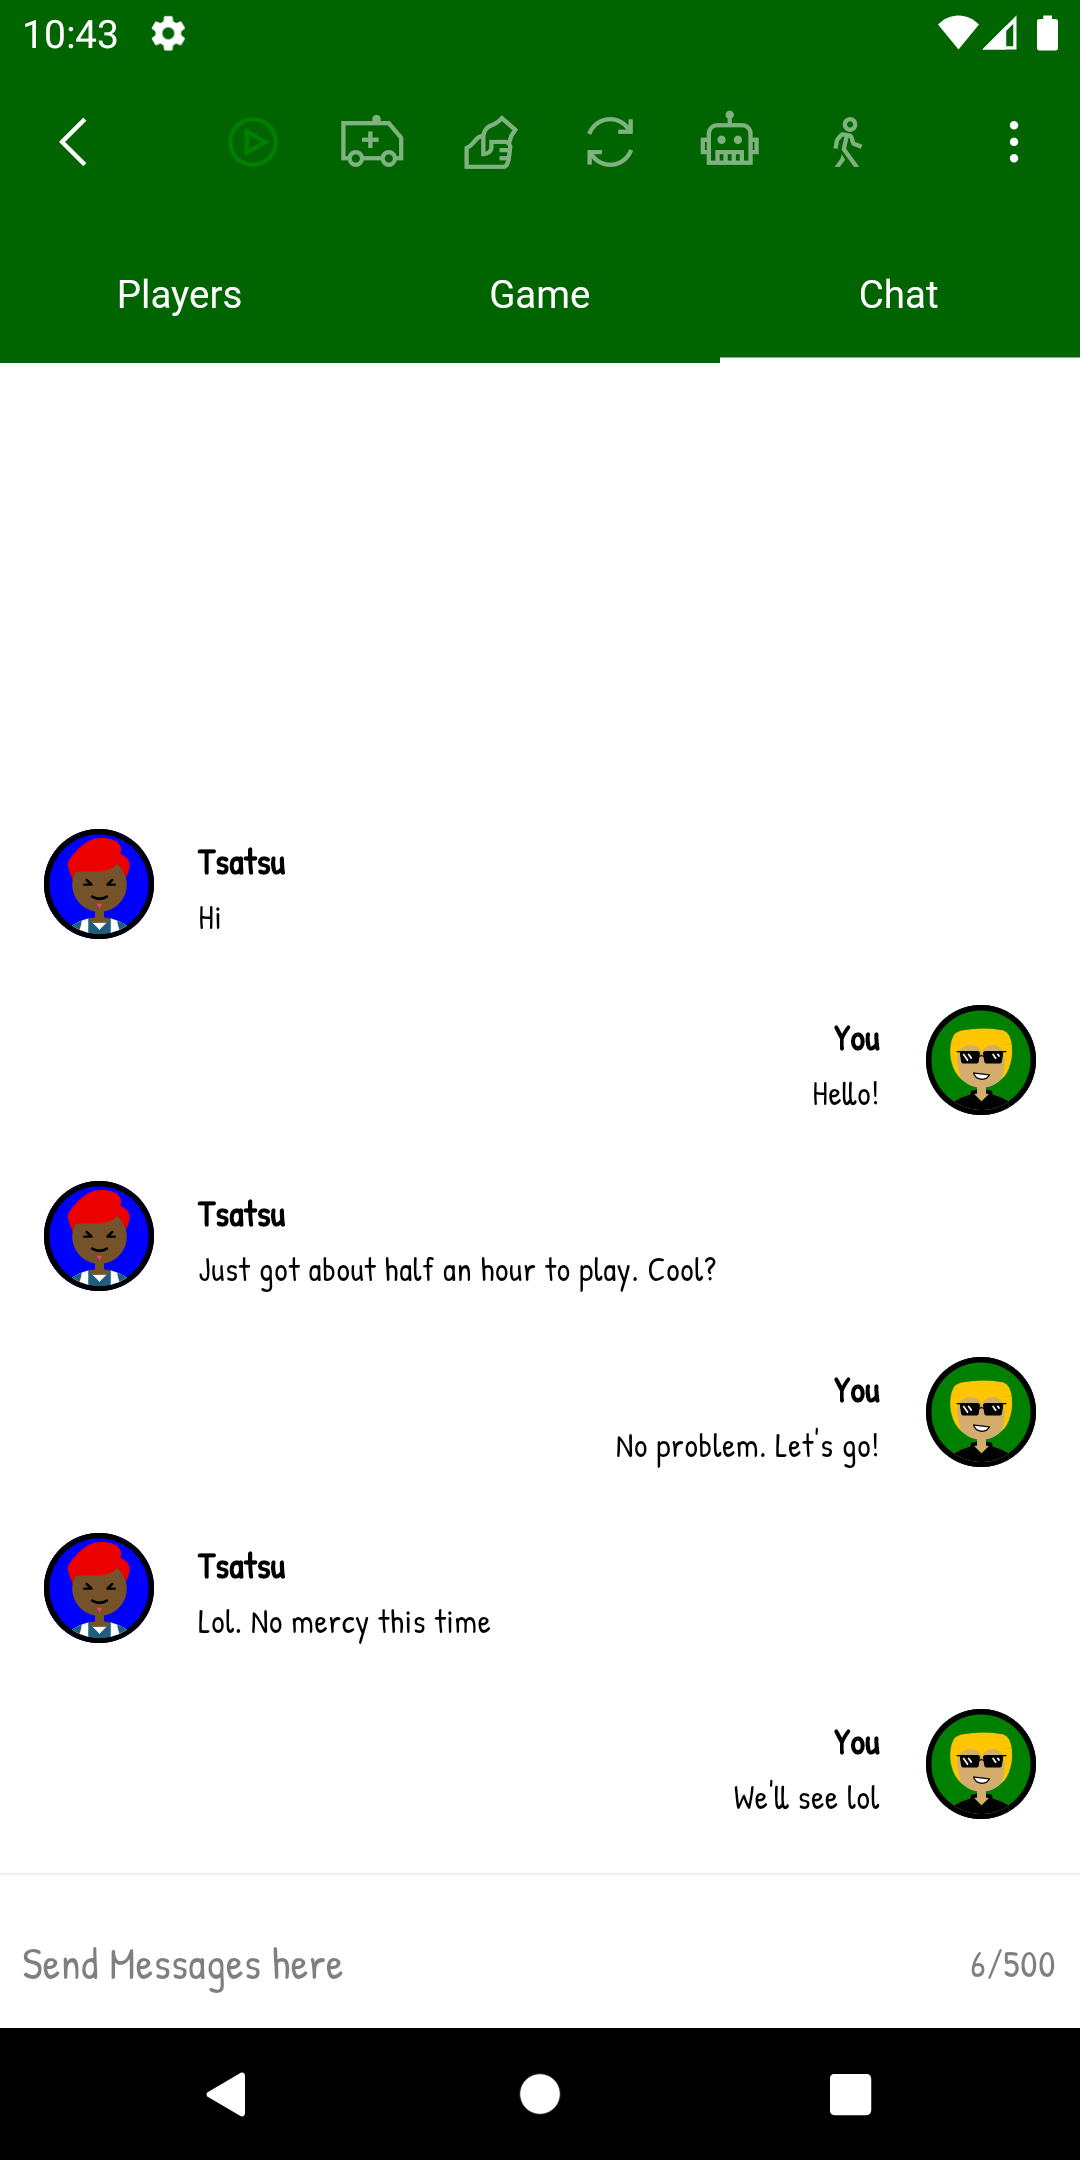 10:43
Players Game Chat
Tsatsu
Hi
You
Hello!
Tsatsu
Just got about half an hour to play. Cool?
You
No problem. Let's go!
Tsatsu
Lol. No mercy this time
You
We'll see lol
Send Messages here 6/500